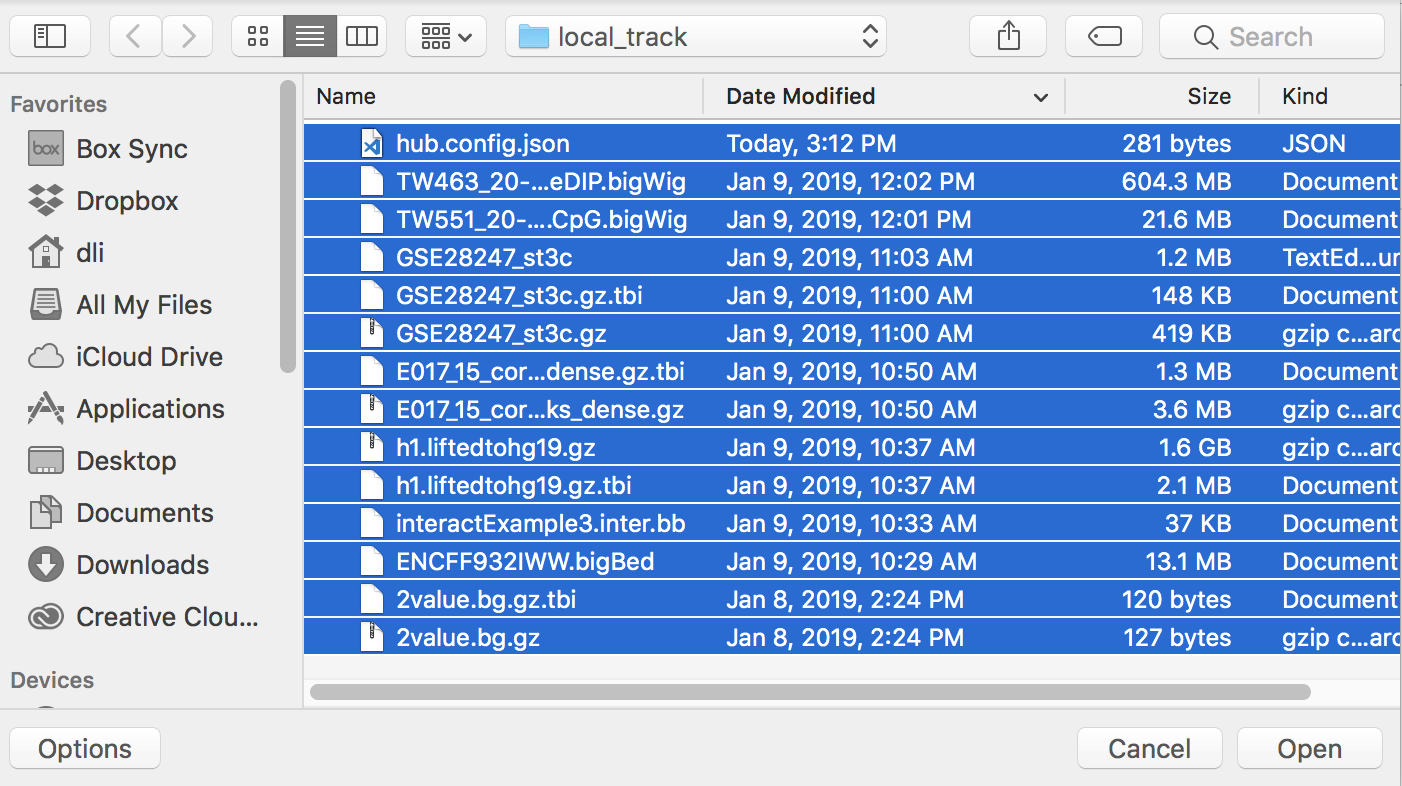 local_track
Search
Favorites
box Box Sync
Dropbox
dli
All My Files
iCloud Drive
Applications
Desktop
Documents
Downloads
Creative Clou...
Devices
Name Date Modified Size Kind
hub.config.json Today, 3:12 PM 281 bytes JSON
TW463_20-...eDIP.bigWig Jan 9, 2019, 12:02 PM 604.3 MB Document
TW551_20-....CpG.bigWig Jan 9, 2019, 12:01 PM 21.6 MB Document
GSE28247_st3c Jan 9, 2019, 11:03 AM 1.2 MB TextEd...ur
GSE28247_st3c.gz.tbi Jan 9, 2019, 11:00 AM 148 KB Document
GSE28247_st3c.gz Jan 9, 2019, 11:00 AM 419 KB gzip c...arc
E017_15_cor...dense.gz.tbi Jan 9, 2019, 10:50 AM 1.3 MB Document
E017_15_cor...ks_dense.gz Jan 9, 2019, 10:50 AM 3.6 MB gzip c...arc
h1.liftedtohg19.gz Jan 9, 2019, 10:37 AM 1.6 GB gzip c...arc
h1.liftedtohg19.gz.tbi Jan 9, 2019, 10:37 AM 2.1 MB Document
interactExample3.inter.bb Jan 9, 2019, 10:33 AM 37 KB Document
ENCFF932IWW.bigBed Jan 9, 2019, 10:29 AM 13.1 MB Document
2value.bg.gz.tbi Jan 8, 2019, 2:24 PM 120 bytes Document
2value.bg.gz Jan 8, 2019, 2:24 PM 127 bytes gzip c...arc
Options
Cancel
Open